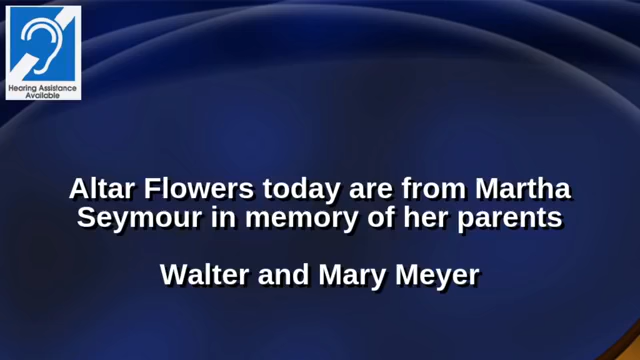 Hearing Assistance
Available
Altar Flowers today are from Martha
Seymour in memory of her parents
Walter and Mary Meyer